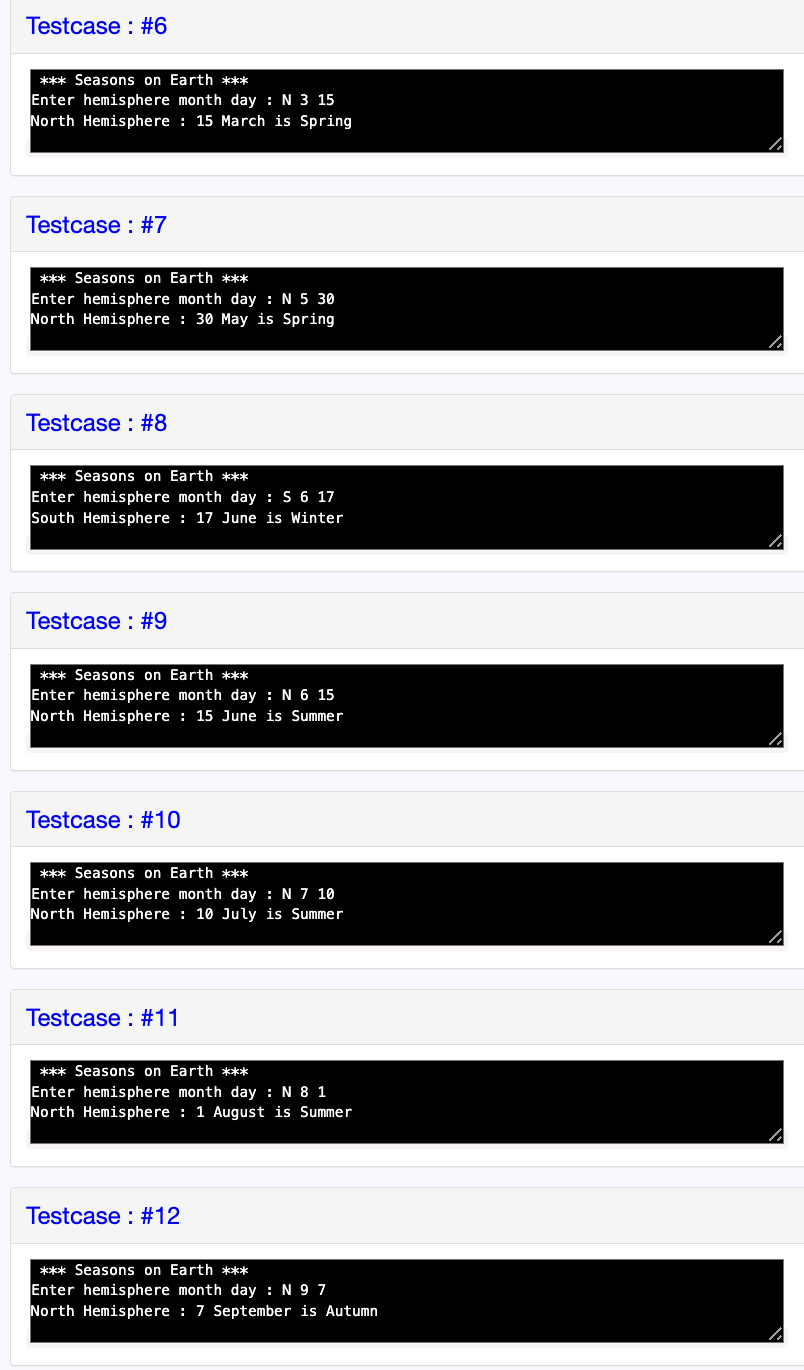 Testcase : #6
*** Seasons on Earth ***
Enter hemisphere month day : N 3 15
North Hemisphere : 15 March is Spring
Testcase : #7
*** Seasons on Earth ***
Enter hemisphere month day : N 5 30
North Hemisphere : 30 May is Spring
Testcase : #8
*** Seasons on Earth ***
Enter hemisphere month day : S 6 17
South Hemisphere : 17 June is Winter
Testcase : #9
*** Seasons on Earth ***
Enter hemisphere month day : N 6 15
North Hemisphere : 15 June is Summer
Testcase : #10
*** Seasons on Earth ***
Enter hemisphere month day : N 7 10
North Hemisphere : 10 July is Summer
Testcase : #11
*** Seasons on Earth ***
Enter hemisphere month day : N 8 1
North Hemisphere : 1 August is Summer
Testcase : #12
*** Seasons on Earth ***
Enter hemisphere month day : N 9 7
North Hemisphere : 7 September is Autumn